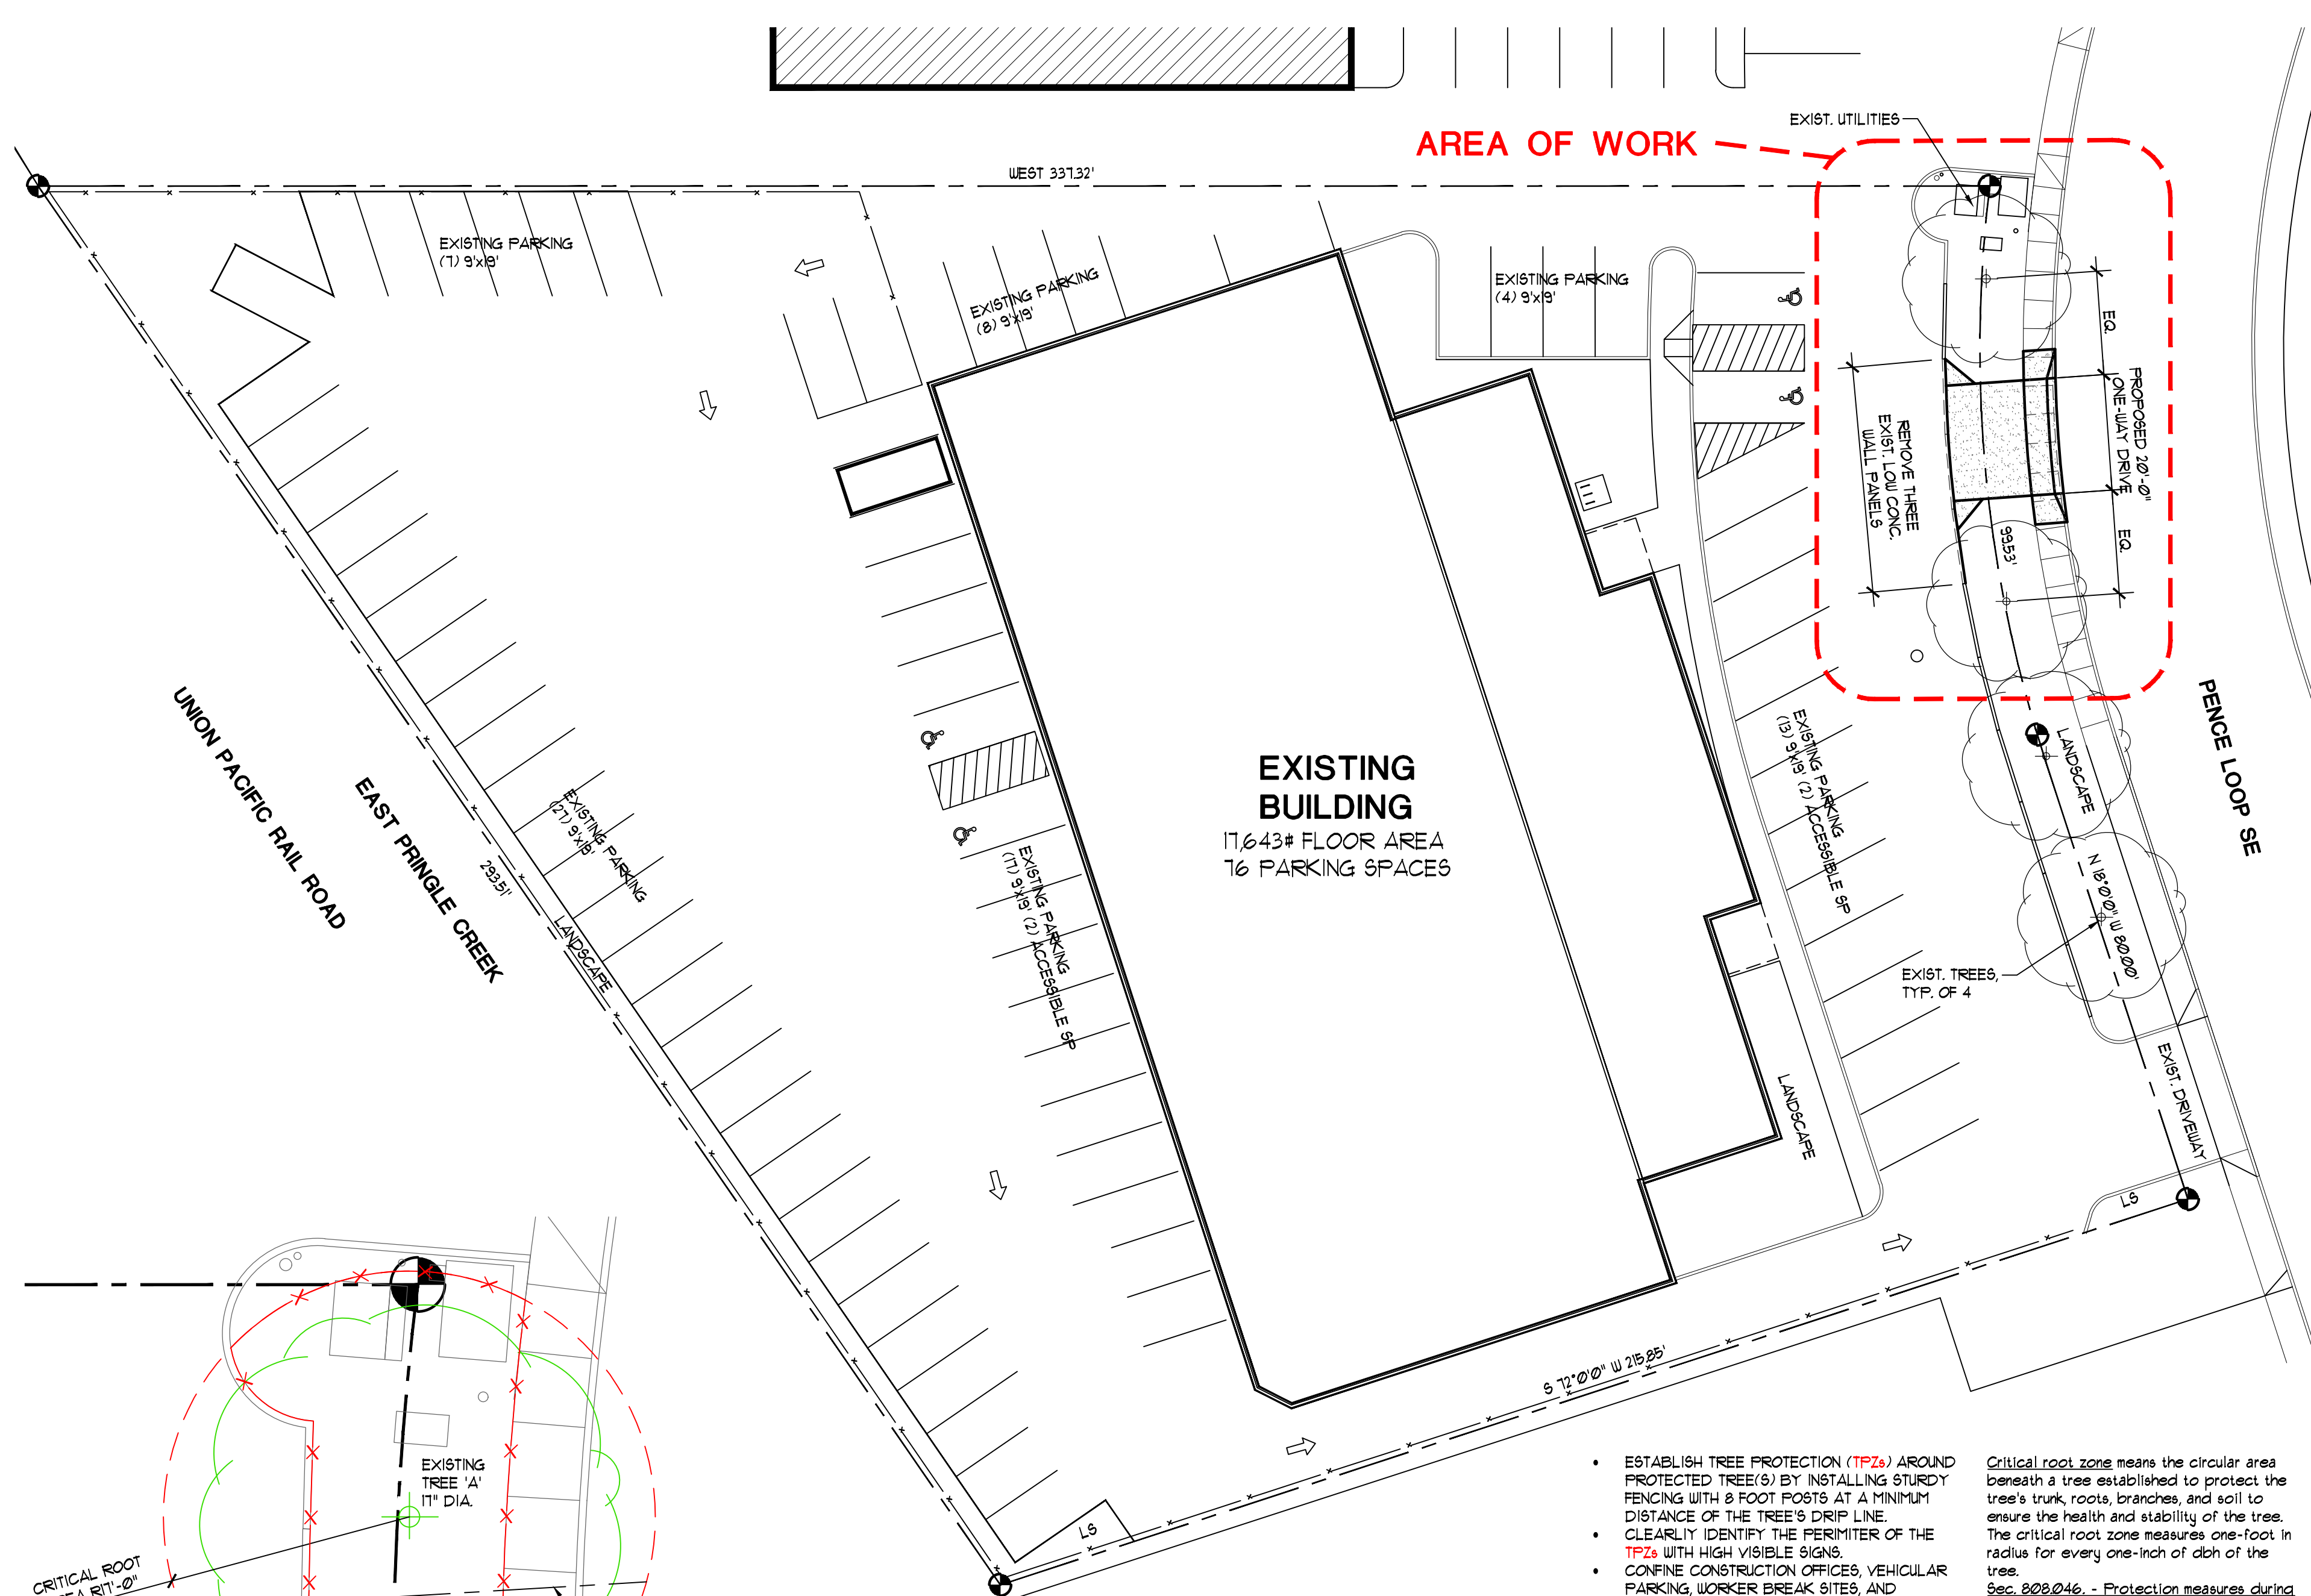 EXIST. UTILITIES
AREA OF WORK
WEST 337.32'
EXISTING PARKING
(7) 9'x19'
EXISTING PARKING
(8) 9'x19'
EXISTING PARKING
(4) 9'x19'
EQ.
PROPOSED 20'-0"
ONE-WAY DRIVE
REMOVE THREE
EXIST. LOW CONC.
WALL PANELS
99.53'
EQ.
UNION PACIFIC RAIL ROAD
EAST PRINGLE CREEK
293.51'
LANDSCAPE
EXISTING PARKING
(27) 9'x19'
EXISTING PARKING
(17) 9'x19' (2) ACCESSIBLE SP
EXISTING
BUILDING
17,643# FLOOR AREA
76 PARKING SPACES
EXISTING PARKING
(13) 9'x19' (2) ACCESSIBLE SP
LANDSCAPE
PENCE LOOP SE
N 18°0'0" W 80.00'
EXIST. TREES,
TYP. OF 4
LANDSCAPE
EXIST. DRIVEWAY
LS
S 72°0'0" W 215.85'
LS
EXISTING
TREE 'A'
17" DIA.
CRITICAL ROOT
R17'-0"
• ESTABLISH TREE PROTECTION (TPZs) AROUND
PROTECTED TREE(S) BY INSTALLING STURDY
FENCING WITH 8 FOOT POSTS AT A MINIMUM
DISTANCE OF THE TREE'S DRIP LINE.
• CLEARLIY IDENTIFY THE PERIMITER OF THE
TPZs WITH HIGH VISIBLE SIGNS.
• CONFINE CONSTRUCTION OFFICES, VEHICULAR
PARKING, WORKER BREAK SITES, AND
Critical root zone means the circular area
beneath a tree established to protect the
tree's trunk, roots, branches, and soil to
ensure the health and stability of the tree.
The critical root zone measures one-foot in
radius for every one-inch of dbh of the
tree.
Sec. 808.046. - Protection measures during